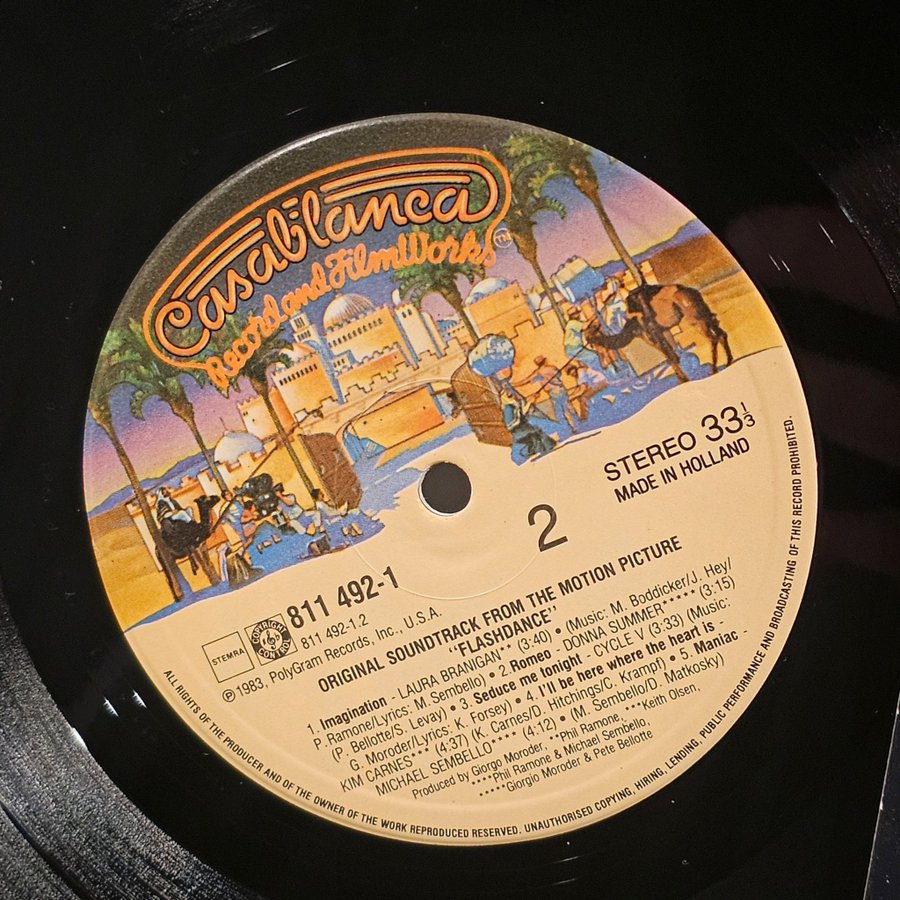 Casablanca
Record and FilmWorks TM
STEREO 33⅓
MADE IN HOLLAND
2
STEMRA
COPYRIGHT CONTROL
811 492-1
811 492-1.2
℗ 1983, PolyGram Records, Inc., U.S.A.
ORIGINAL SOUNDTRACK FROM THE MOTION PICTURE
"FLASHDANCE"
1. Imagination - LAURA BRANIGAN** (3:40) • (Music: M. Boddicker/J. Hey/
P. Ramone/Lyrics: M. Sembello) • 2. Romeo - DONNA SUMMER***** (3:15)
(P. Bellotte/S. Levay) • 3. Seduce me tonight - CYCLE V (3:33) (Music:
G. Moroder/Lyrics: K. Forsey) • 4. I'll be here where the heart is -
KIM CARNES*** (4:37) (K. Carnes/D. Hitchings/C. Krampf) • 5. Maniac -
MICHAEL SEMBELLO**** (4:12) • (M. Sembello/D. Matkosky)
Produced by Giorgo Moroder, **Phil Ramone, ***Keith Olsen,
****Phil Ramone & Michael Sembello,
*****Giorgio Moroder & Pete Bellotte
ALL RIGHTS OF THE PRODUCER AND OF THE OWNER OF THE WORK REPRODUCED RESERVED. UNAUTHORISED COPYING, HIRING, LENDING, PUBLIC PERFORMANCE AND BROADCASTING OF THIS RECORD PROHIBITED.